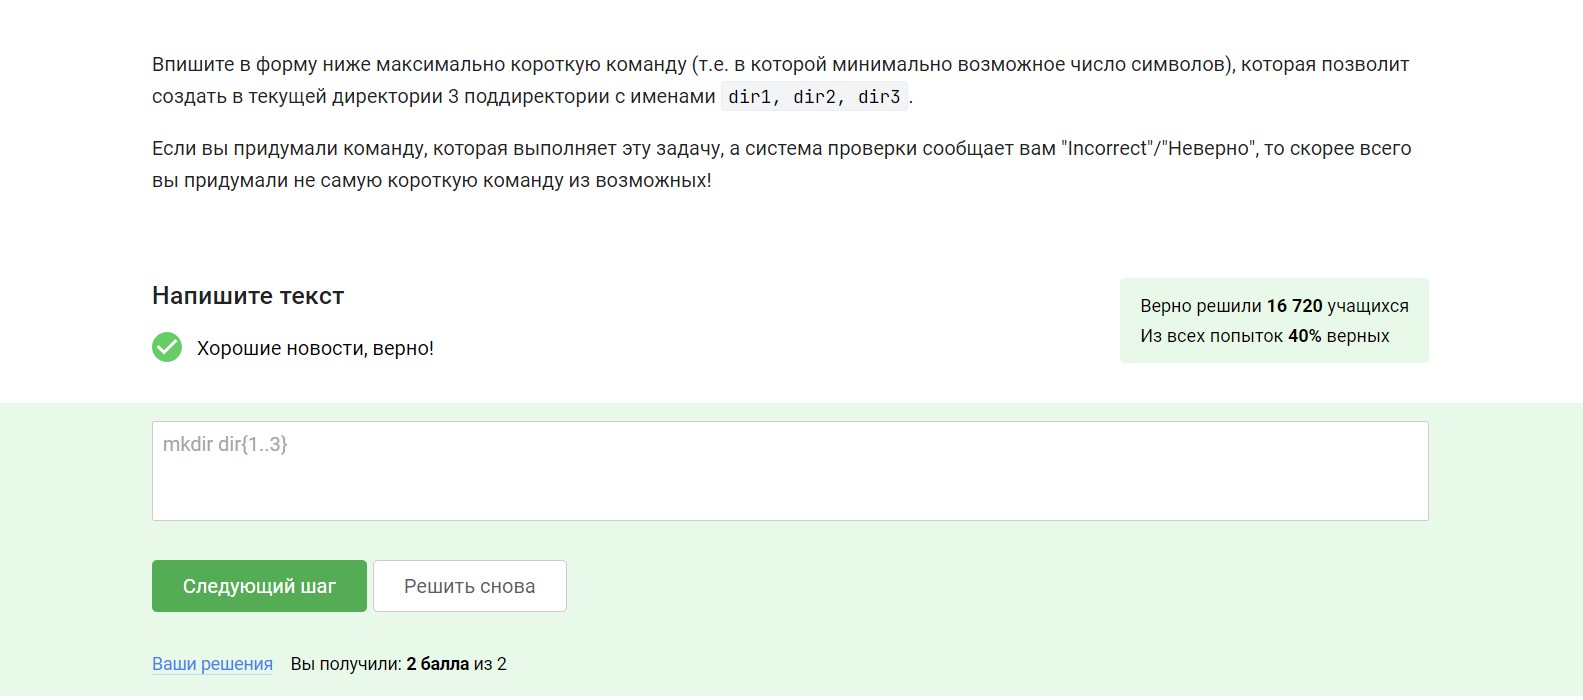 Впишите в форму ниже максимально короткую команду (т.е. в которой минимально возможное число символов), которая позволит
создать в текущей директории 3 поддиректории с именами dir1, dir2, dir3.
Если вы придумали команду, которая выполняет эту задачу, а система проверки сообщает вам "Incorrect"/"Неверно", то скорее всего
вы придумали не самую короткую команду из возможных!
Напишите текст
Хорошие новости, верно!
Верно решили 16 720 учащихся
Из всех попыток 40% верных
mkdir dir{1..3}
Следующий шаг
Решить снова
Ваши решения Вы получили: 2 балла из 2